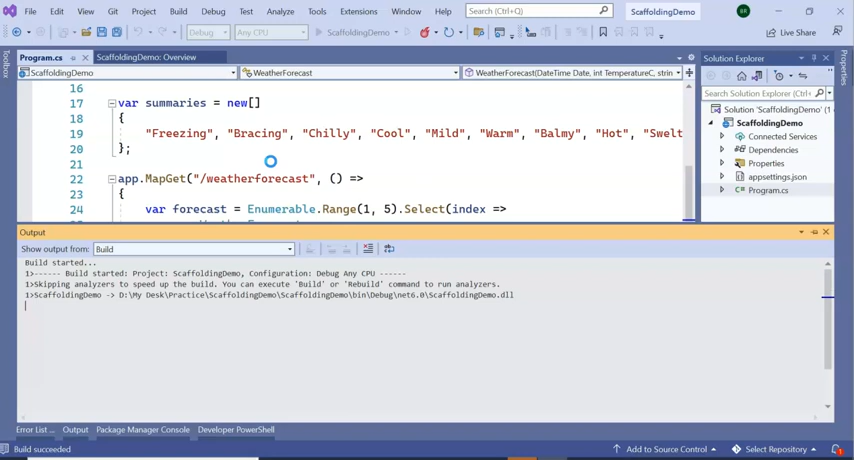 File Edit View Git Project Build Debug Test Analyze Tools Extensions Window Help Search (Ctrl+Q) ScaffoldingDemo BR
Debug Any CPU ScaffoldingDemo Live Share
Toolbox
Program.cs ScaffoldingDemo: Overview
ScaffoldingDemo WeatherForecast WeatherForecast(DateTime Date, int TemperatureC, strin
16
17 var summaries = new[]
18 {
19 "Freezing", "Bracing", "Chilly", "Cool", "Mild", "Warm", "Balmy", "Hot", "Swelt
20 };
21
22 app.MapGet("/weatherforecast", () =>
23 {
24 var forecast = Enumerable.Range(1, 5).Select(index =>
Solution Explorer
Search Solution Explorer (Ctrl+
Solution 'ScaffoldingDemo' (1
ScaffoldingDemo
Connected Services
Dependencies
Properties
appsettings.json
Program.cs
Properties
Output
Show output from: Build
Build started...
1>------ Build started: Project: ScaffoldingDemo, Configuration: Debug Any CPU ------
1>Skipping analyzers to speed up the build. You can execute 'Build' or 'Rebuild' command to run analyzers.
1>ScaffoldingDemo -> D:\My Desk\Practice\ScaffoldingDemo\ScaffoldingDemo\bin\Debug\net6.0\ScaffoldingDemo.dll
Error List ... Output Package Manager Console Developer PowerShell
Build succeeded Add to Source Control Select Repository 1